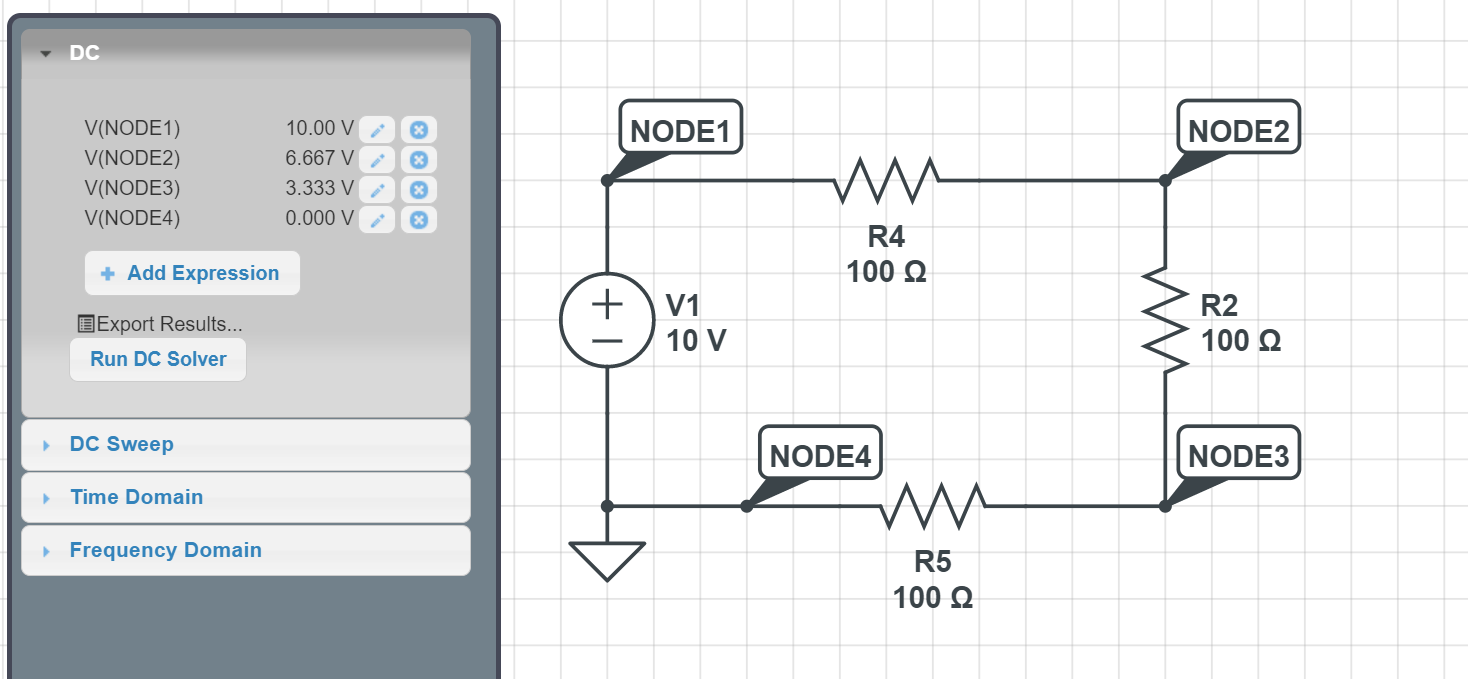 DC
V(NODE1) 10.00 V
V(NODE2) 6.667 V
V(NODE3) 3.333 V
V(NODE4) 0.000 V
Add Expression
Export Results...
Run DC Solver
DC Sweep
Time Domain
Frequency Domain
NODE1
NODE2
R4
100 Ω
V1
10 V
R2
100 Ω
NODE4
NODE3
R5
100 Ω